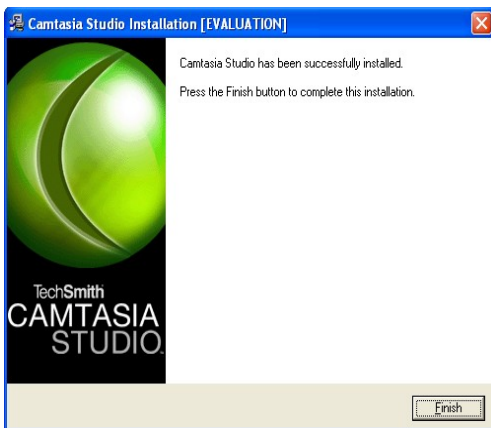 Camtasia Studio Installation [EVALUATION]
Camtasia Studio has been successfully installed.
Press the Finish button to complete this installation.
TechSmith
CAMTASIA
STUDIO.
Finish